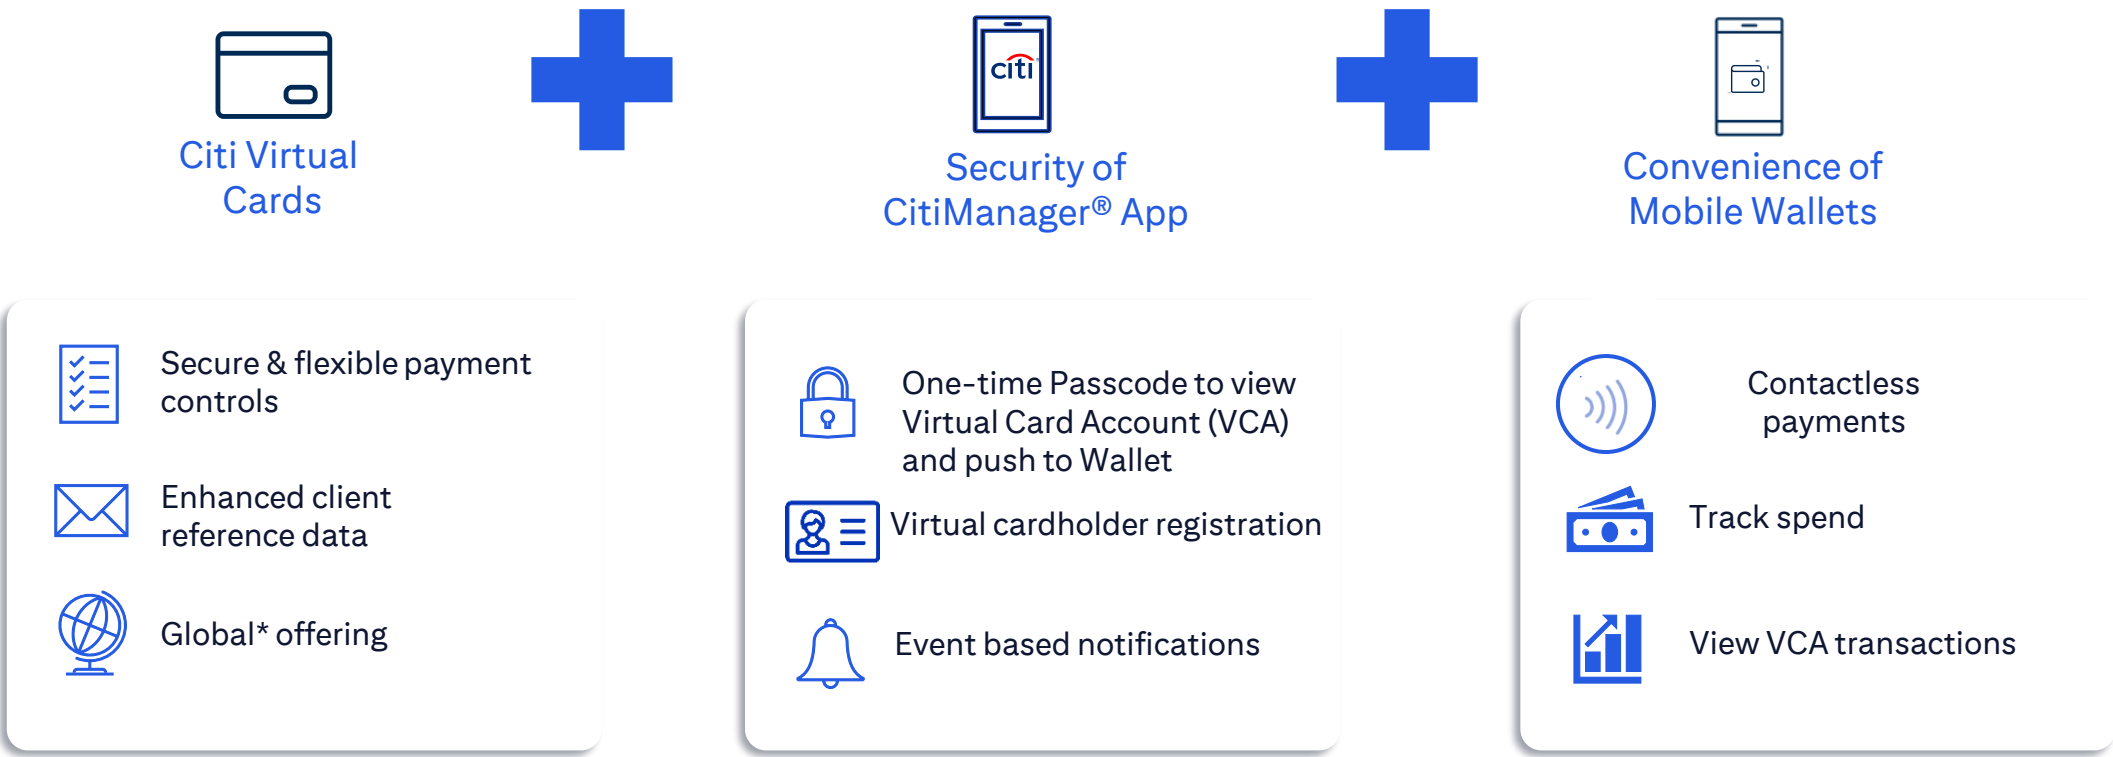 citi
Citi Virtual
Cards
Security of
CitiManager® App
Convenience of
Mobile Wallets
Secure & flexible payment
controls
Enhanced client
reference data
Global* offering
One-time Passcode to view
Virtual Card Account (VCA)
and push to Wallet
Virtual cardholder registration
Event based notifications
Contactless
payments
Track spend
View VCA transactions